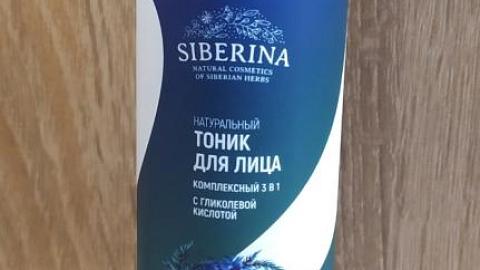 SIBERINA
NATURAL COSMETICS
OF SIBERIAN HERBS
НАТУРАЛЬНЫЙ
ТОНИК
ДЛЯ ЛИЦА
КОМПЛЕКСНЫЙ 3 В 1
С ГЛИКОЛЕВОЙ
КИСЛОТОЙ